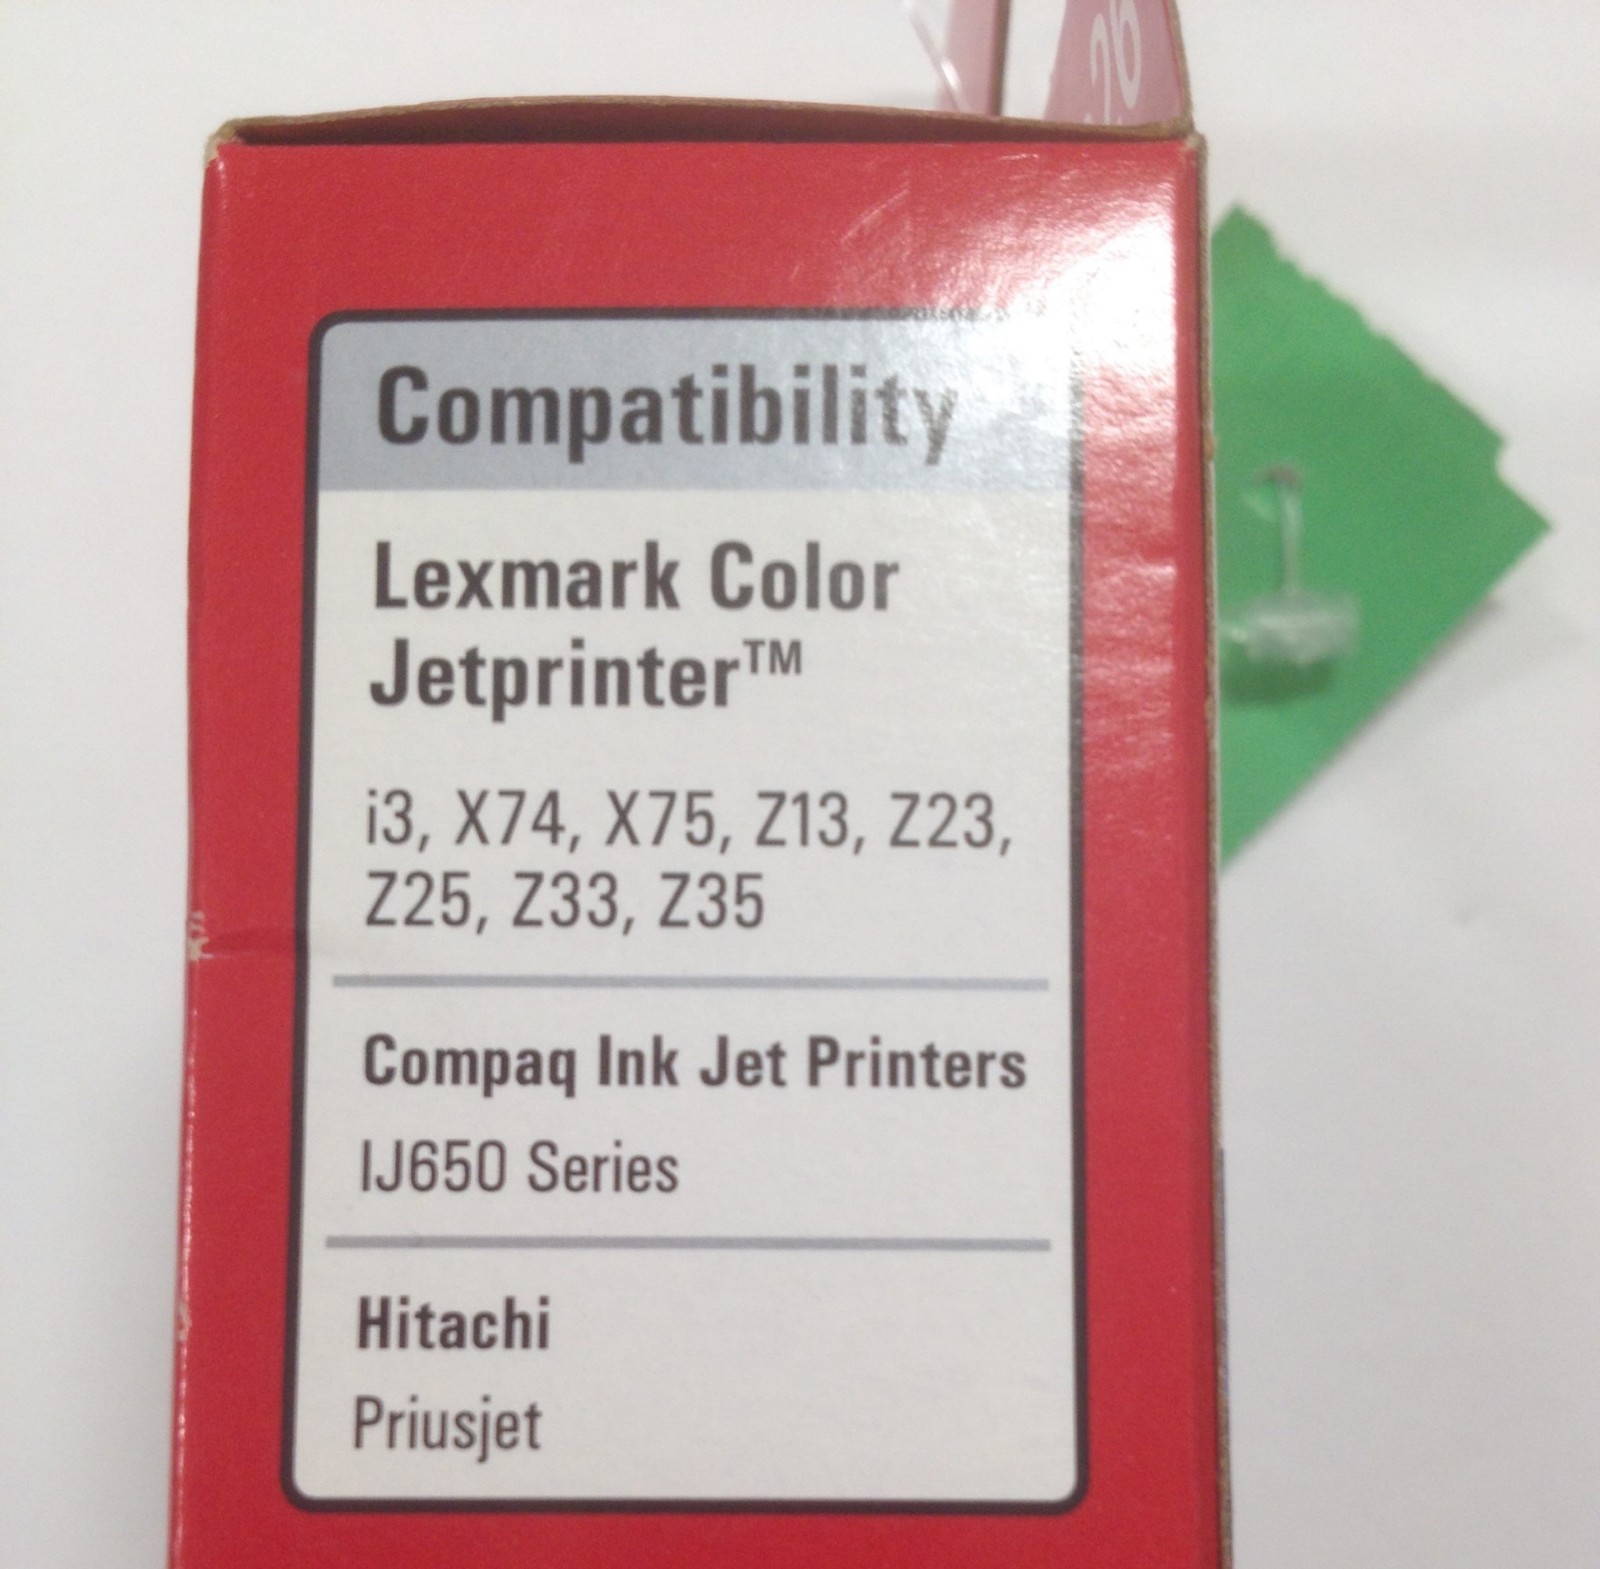 26
Compatibility
Lexmark Color
Jetprinter™
i3, X74, X75, Z13, Z23,
Z25, Z33, Z35
Compaq Ink Jet Printers
IJ650 Series
Hitachi
Priusjet